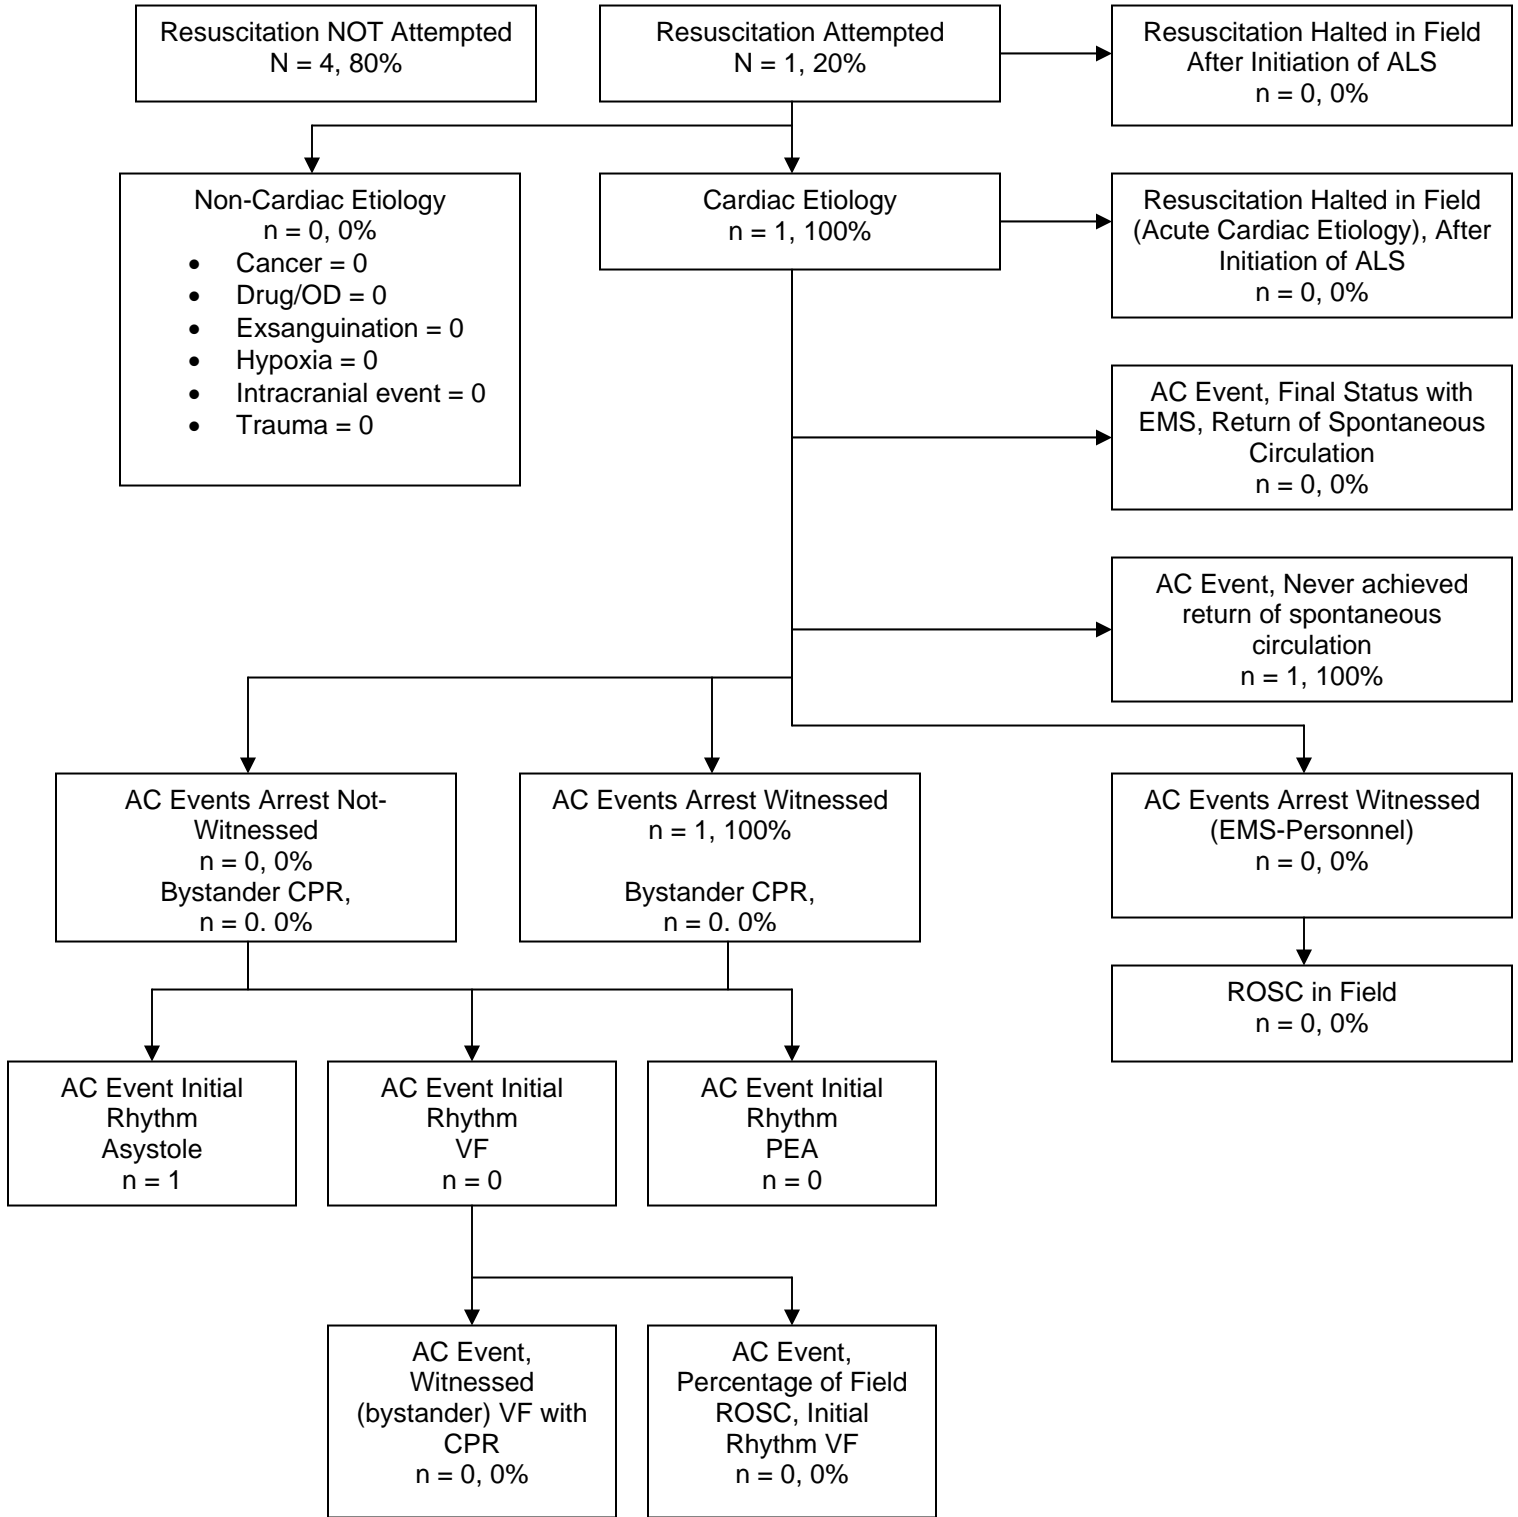 Resuscitation NOT Attempted
N = 4, 80%
Resuscitation Attempted
N = 1, 20%
Resuscitation Halted in Field
After Initiation of ALS
n = 0, 0%
Non-Cardiac Etiology
n = 0, 0%
• Cancer = 0
• Drug/OD = 0
• Exsanguination = 0
• Hypoxia = 0
• Intracranial event = 0
• Trauma = 0
Cardiac Etiology
n = 1, 100%
Resuscitation Halted in Field
(Acute Cardiac Etiology), After
Initiation of ALS
n = 0, 0%
AC Event, Final Status with
EMS, Return of Spontaneous
Circulation
n = 0, 0%
AC Event, Never achieved
return of spontaneous
circulation
n = 1, 100%
AC Events Arrest Not-
Witnessed
n = 0, 0%
Bystander CPR,
n = 0. 0%
AC Events Arrest Witnessed
n = 1, 100%
Bystander CPR,
n = 0. 0%
AC Events Arrest Witnessed
(EMS-Personnel)
n = 0, 0%
ROSC in Field
n = 0, 0%
AC Event Initial
Rhythm
Asystole
n = 1
AC Event Initial
Rhythm
VF
n = 0
AC Event Initial
Rhythm
PEA
n = 0
AC Event,
Witnessed
(bystander) VF with
CPR
n = 0, 0%
AC Event,
Percentage of Field
ROSC, Initial
Rhythm VF
n = 0, 0%